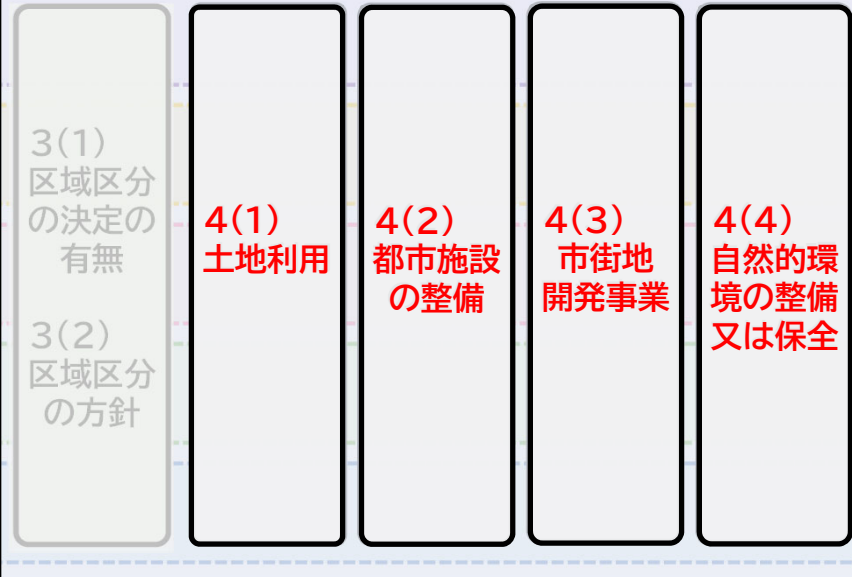 3(1)
区域区分
の決定の
有無
3(2)
区域区分
の方針
4(1)
土地利用
4(2)
都市施設
の整備
4(3)
市街地
開発事業
4(4)
自然的環
境の整備
又は保全